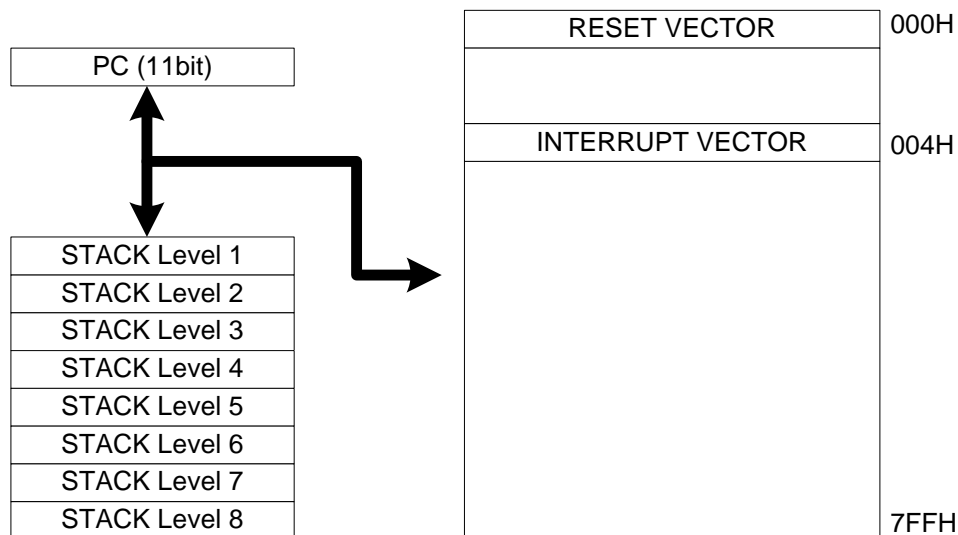 PC (11bit)
STACK Level 1
STACK Level 2
STACK Level 3
STACK Level 4
STACK Level 5
STACK Level 6
STACK Level 7
STACK Level 8
RESET VECTOR
000H
INTERRUPT VECTOR
004H
7FFH